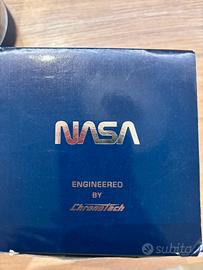 NASA
ENGINEERED
BY
ChronoTech
subito